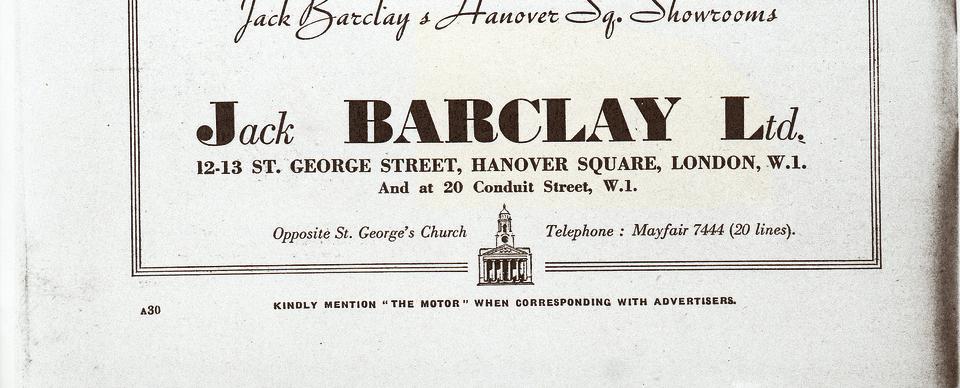 Jack Barclay's Hanover Sq. Showrooms
Jack BARCLAY Ltd.
12-13 ST. GEORGE STREET, HANOVER SQUARE, LONDON, W.1.
And at 20 Conduit Street, W.1.
Opposite St. George's Church Telephone : Mayfair 7444 (20 lines).
KINDLY MENTION "THE MOTOR" WHEN CORRESPONDING WITH ADVERTISERS.
A30